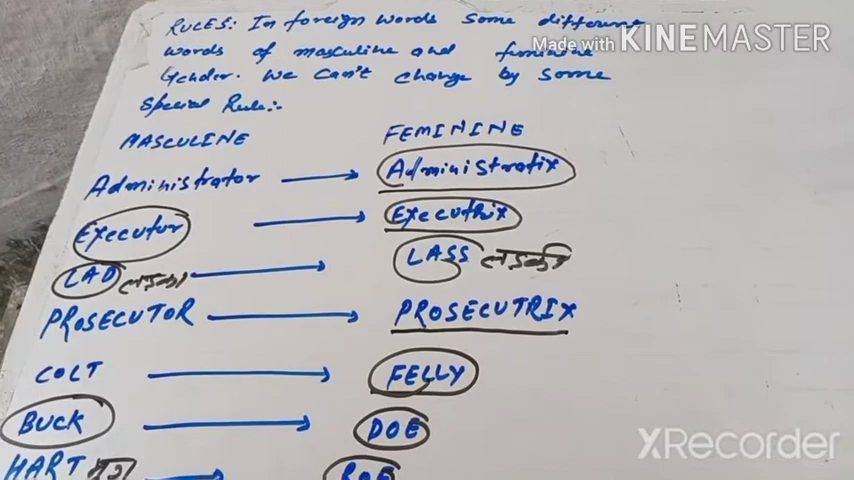 RULES: In foreign words some different
Made with KINEMASTER
words of masculine and feminine
Gender. We can't change by some
Special Rule:-
MASCULINE FEMININE
Administrator Administratix
Executor Executrix
LAD लड़का LASS लड़की
PROSECUTOR PROSECUTRIX
COLT FELLY
BUCK DOE
XRecorder
HART ROE